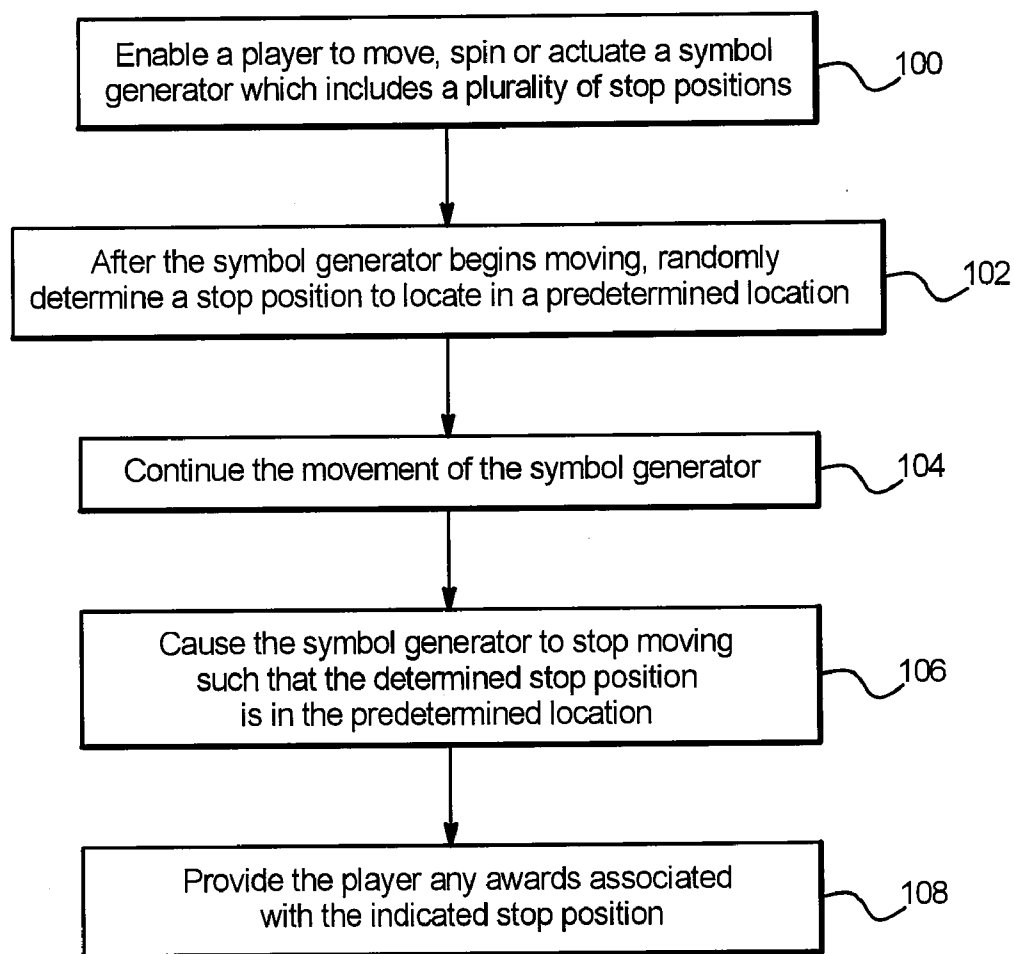 Enable a player to move, spin or actuate a symbol
generator which includes a plurality of stop positions
100
After the symbol generator begins moving, randomly
determine a stop position to locate in a predetermined location
102
Continue the movement of the symbol generator
104
Cause the symbol generator to stop moving
such that the determined stop position
is in the predetermined location
106
Provide the player any awards associated
with the indicated stop position
108